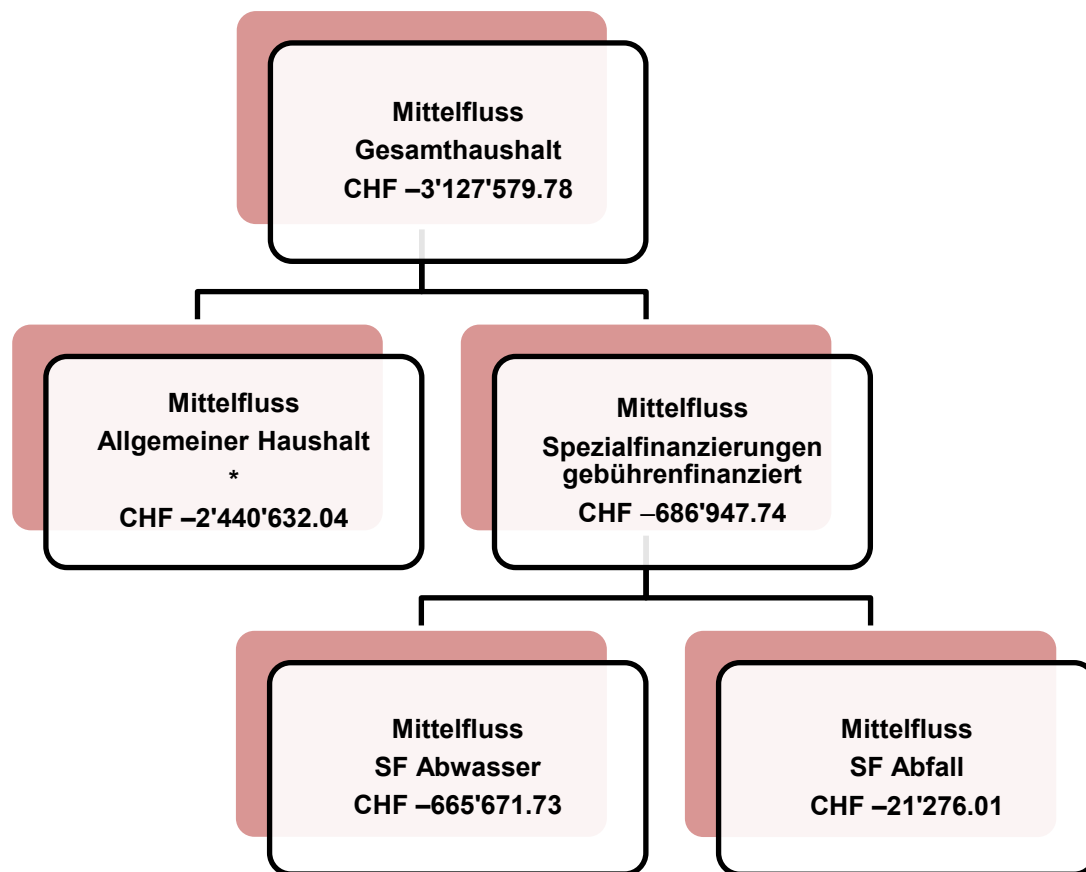 Mittelfluss
Gesamthaushalt
CHF –3'127'579.78
Mittelfluss
Allgemeiner Haushalt
*
CHF –2'440'632.04
Mittelfluss
Spezialfinanzierungen
gebührenfinanziert
CHF –686'947.74
Mittelfluss
SF Abwasser
CHF –665'671.73
Mittelfluss
SF Abfall
CHF –21'276.01